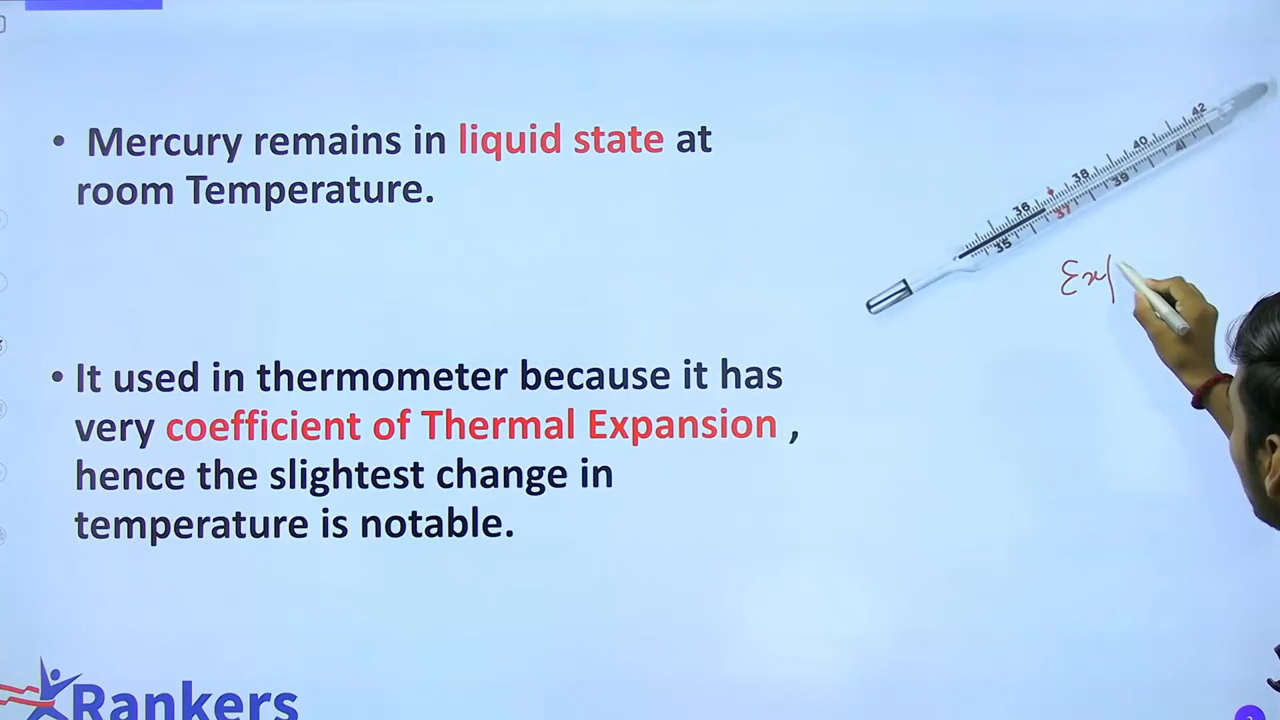 • Mercury remains in liquid state at
room Temperature.
• It used in thermometer because it has
very coefficient of Thermal Expansion ,
hence the slightest change in
temperature is notable.
35 36 37 38 39 40 41 42
Exp
Rankers